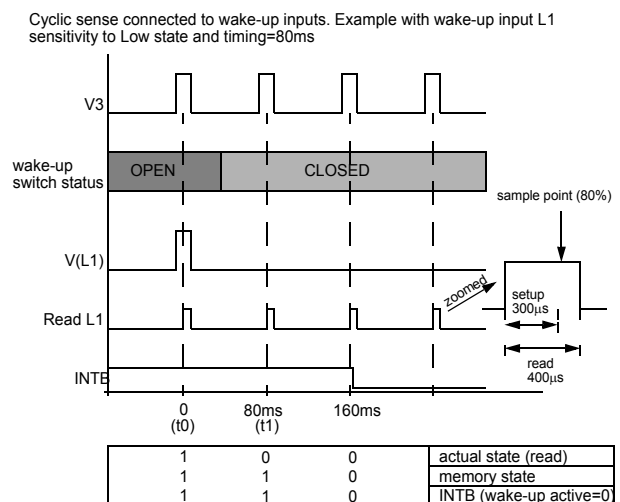 Cyclic sense connected to wake-up inputs. Example with wake-up input L1
sensitivity to Low state and timing=80ms
V3
wake-up
switch status
OPEN
CLOSED
sample point (80%)
V(L1)
zoomed
setup
300µs
Read L1
read
400µs
INTB
0
(t0)
80ms
(t1)
160ms
1 0 0 actual state (read)
1 1 0 memory state
1 1 0 INTB (wake-up active=0)